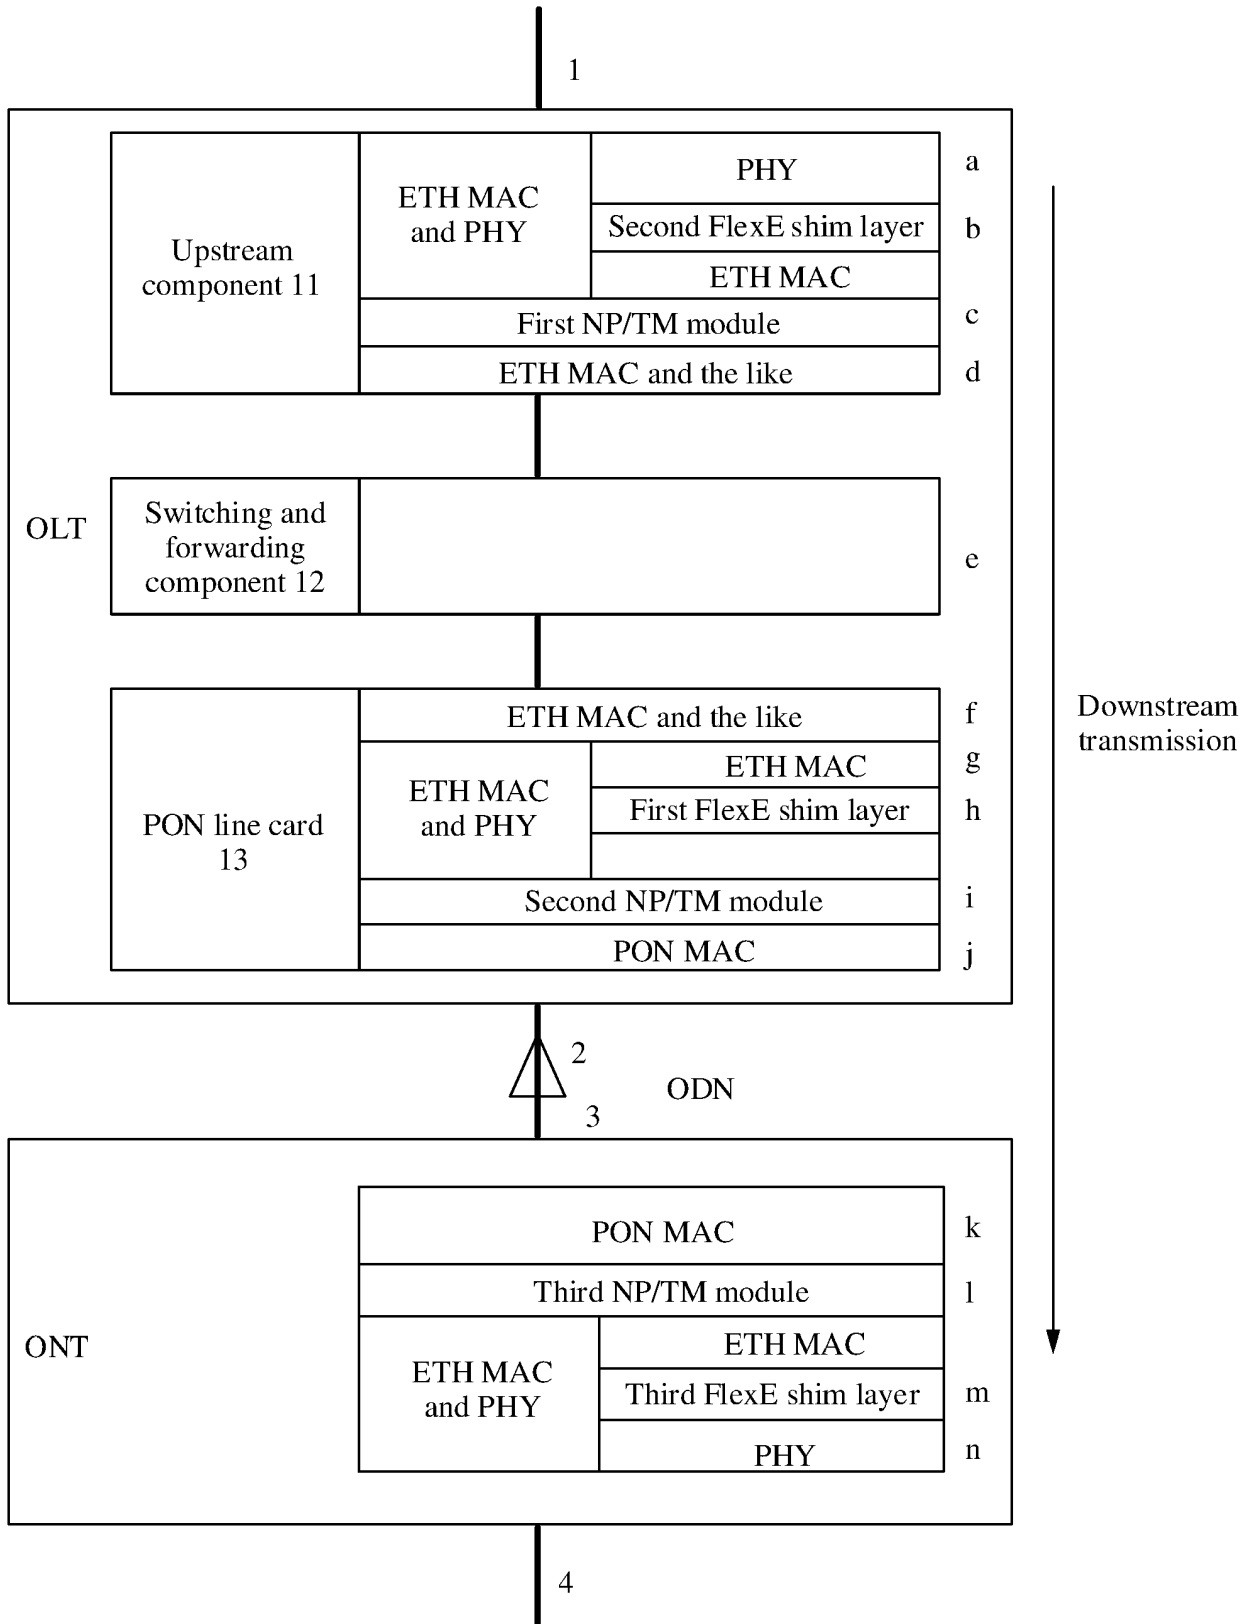 1
PHY
a
ETH MAC
and PHY
Second FlexE shim layer
b
Upstream
component 11
ETH MAC
First NP/TM module
c
ETH MAC and the like
d
OLT
Switching and
forwarding
component 12
e
ETH MAC and the like
f
Downstream
transmission
ETH MAC
g
ETH MAC
and PHY
First FlexE shim layer
h
PON line card
13
Second NP/TM module
i
PON MAC
j
2
ODN
3
PON MAC
k
Third NP/TM module
l
ONT
ETH MAC
ETH MAC
and PHY
Third FlexE shim layer
m
PHY
n
4